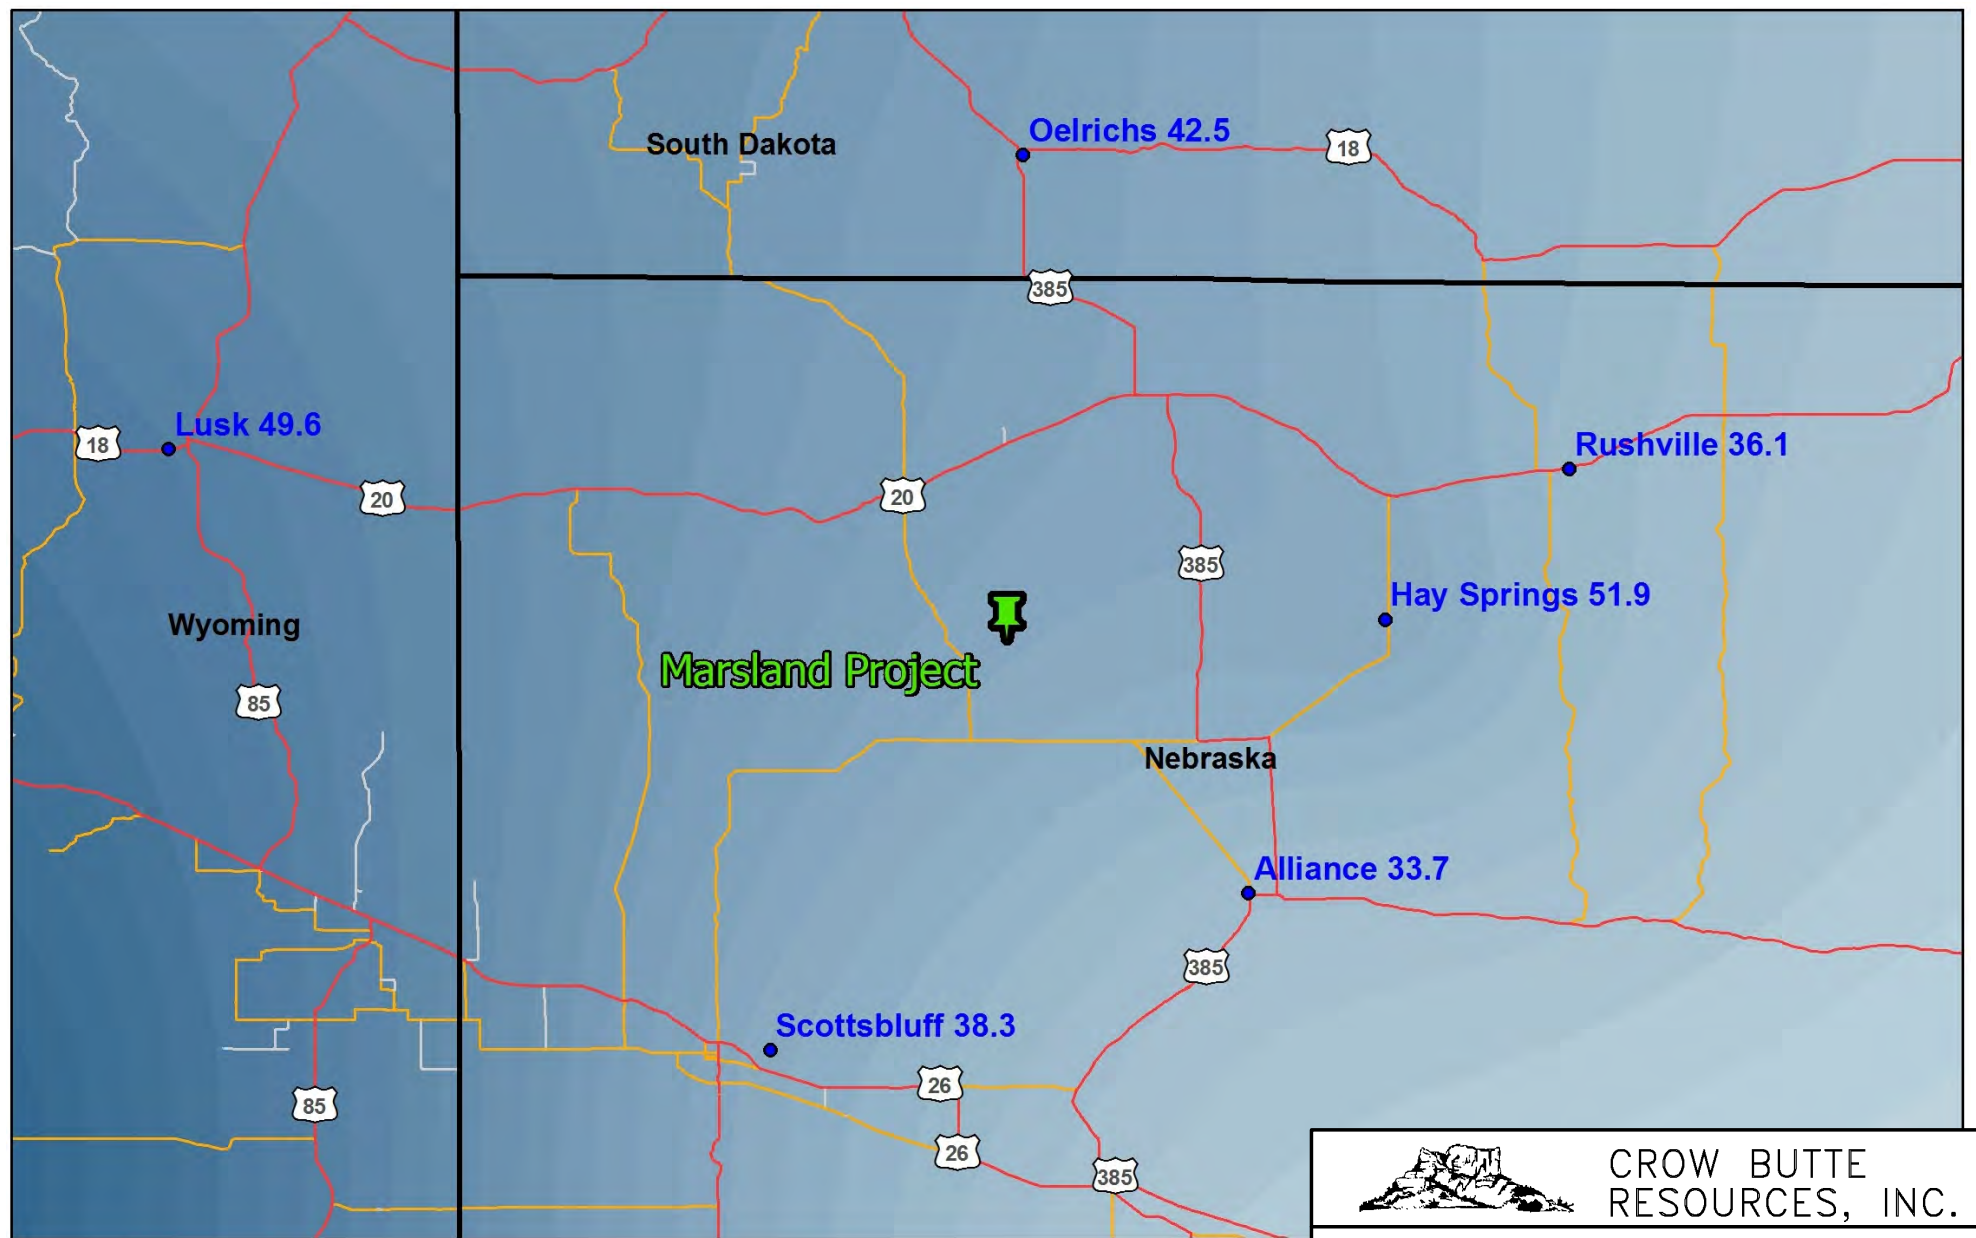 Oelrichs 42.5
South Dakota
18
385
Lusk 49.6
18
Rushville 36.1
20
20
385
Hay Springs 51.9
Wyoming
Marsland Project
85
Nebraska
Alliance 33.7
385
Scottsbluff 38.3
26
85
26
385
CROW BUTTE
RESOURCES, INC.